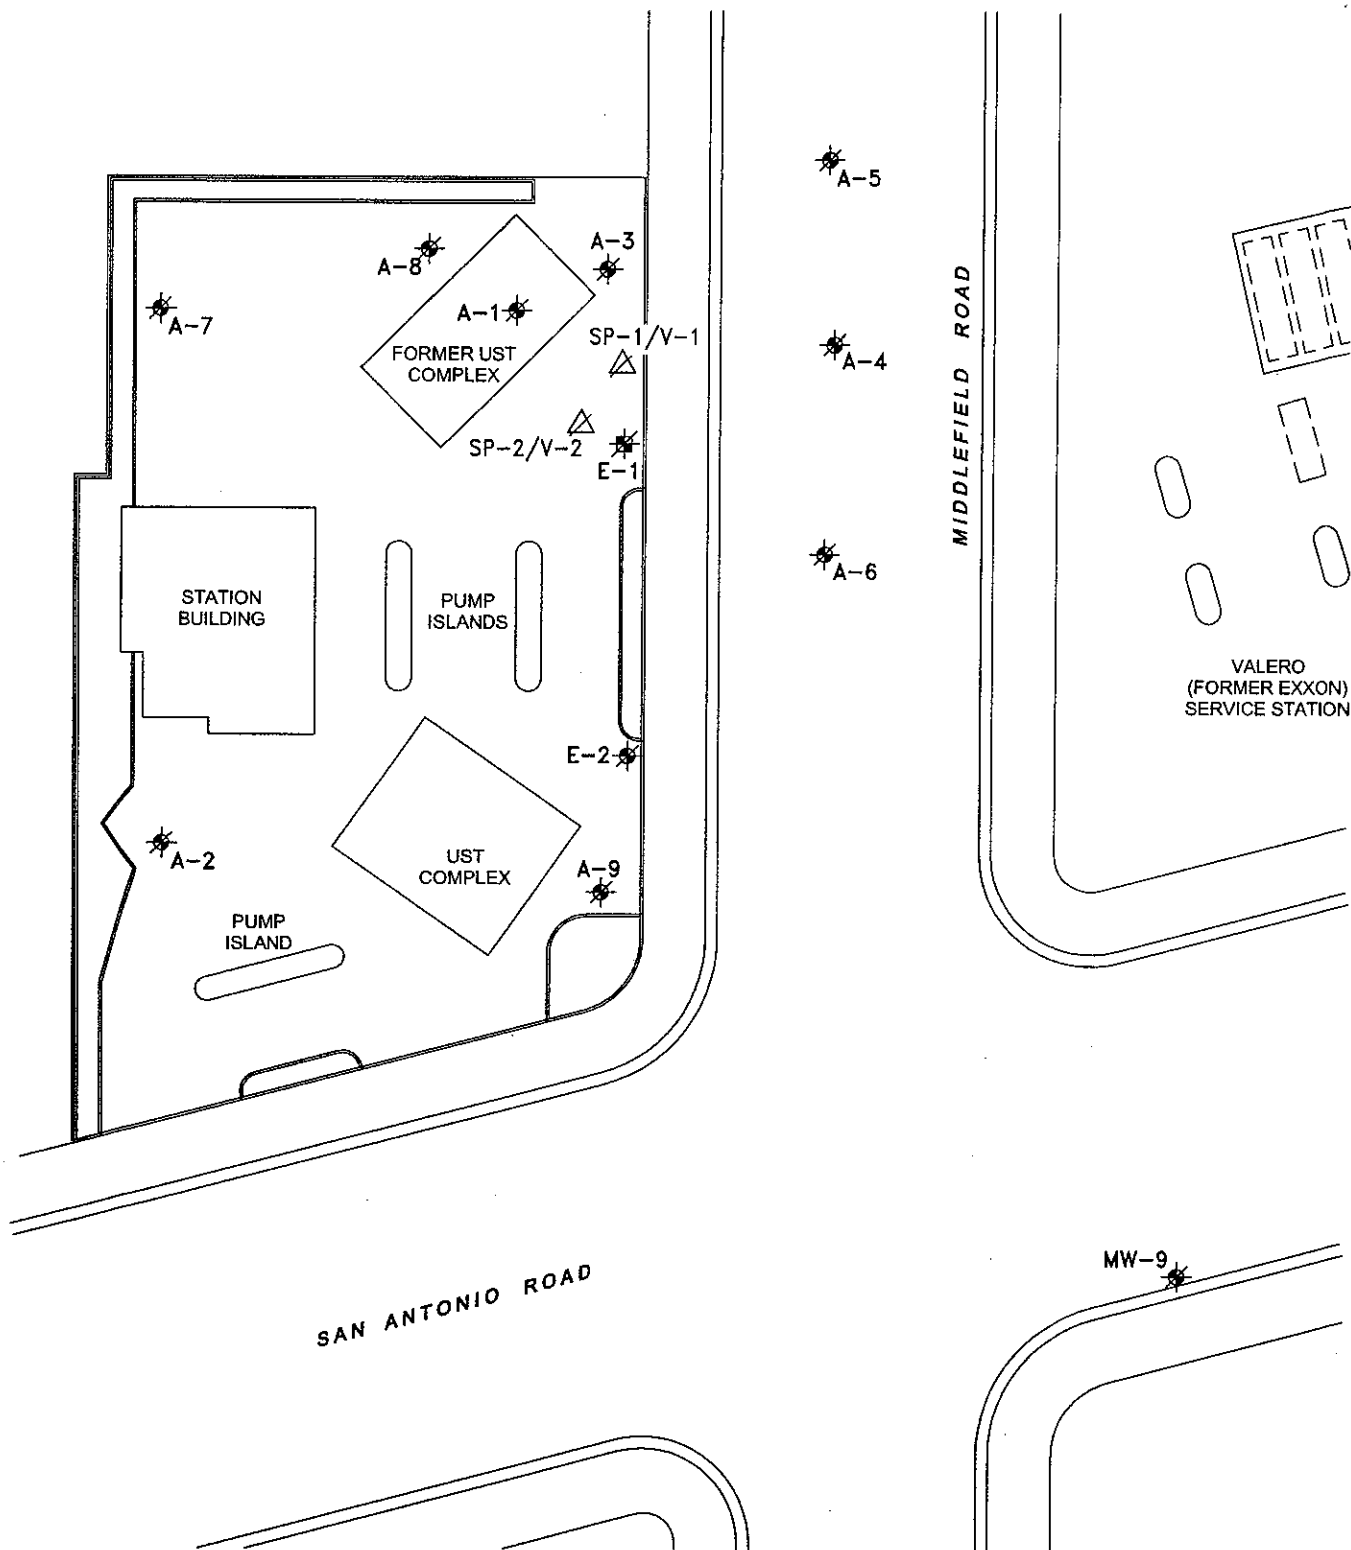 A-5
A-3
A-8
A-1
A-7
SP-1/V-1
A-4
FORMER UST
COMPLEX
SP-2/V-2
E-1
MIDDLEFIELD ROAD
A-6
STATION
BUILDING
PUMP
ISLANDS
VALERO
(FORMER EXXON)
SERVICE STATION
E-2
A-2
UST
COMPLEX
A-9
PUMP
ISLAND
MW-9
SAN ANTONIO ROAD